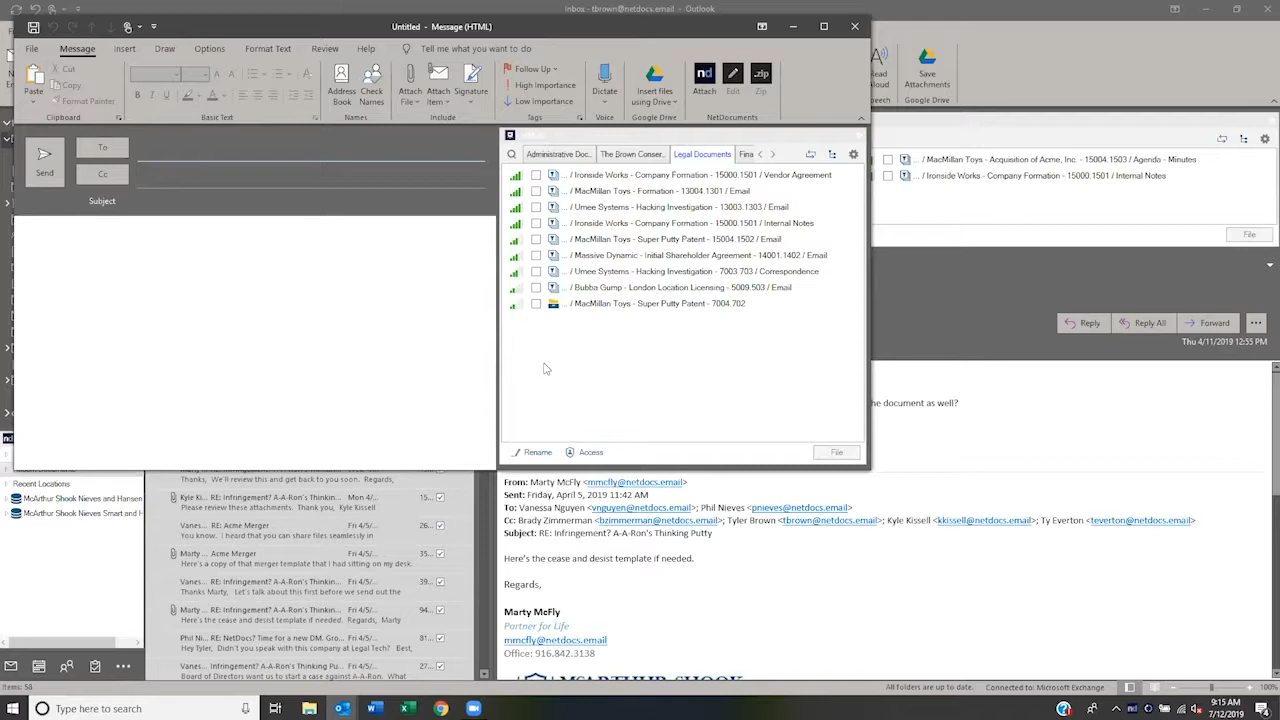 Inbox - tbrown@netdocs.email - Outlook
Untitled - Message (HTML)
File Message Insert Draw Options Format Text Review Help Tell me what you want to do
Paste
Cut
Copy
Format Painter
Clipboard
B I U
Basic Text
Address Book
Check Names
Names
Attach File
Attach Item
Signature
Include
Follow Up
High Importance
Low Importance
Tags
Dictate
Voice
Insert files using Drive
Google Drive
nd
Attach
Edit
.zip
Zip
NetDocuments
Read
Save Attachments
Google Drive
Send
To
Cc
Subject
Administrative Doc...
The Brown Conser...
Legal Documents
Fina
... / Ironside Works - Company Formation - 15000.1501 / Vendor Agreement
... / MacMillan Toys - Formation - 13004.1301 / Email
... / Umee Systems - Hacking Investigation - 13003.1303 / Email
... / Ironside Works - Company Formation - 15000.1501 / Internal Notes
... / MacMillan Toys - Super Putty Patent - 15004.1502 / Email
... / Massive Dynamic - Initial Shareholder Agreement - 14001.1402 / Email
... / Umee Systems - Hacking Investigation - 7003.703 / Correspondence
... / Bubba Gump - London Location Licensing - 5009.503 / Email
... / MacMillan Toys - Super Putty Patent - 7004.702
Rename
Access
File
... / MacMillan Toys - Acquisition of Acme, Inc. - 15004.1503 / Agenda - Minutes
... / Ironside Works - Company Formation - 15000.1501 / Internal Notes
File
Reply
Reply All
Forward
Thu 4/11/2019 12:55 PM
he document as well?
Recent Locations
McArthur Shook Nieves and Hansen
McArthur Shook Nieves Smart and H
Thanks, We'll review this and get back to you soon. Regards,
Kyle Ki... RE: Infringement? A-A-Ron's Thinkin... Mon 4/... 15...
Please review these attachments. Thank you, Kyle Kissell
Vanes... RE: Acme Merger Fri 4/5/... 26...
You know. I heard that you can share files seamlessly in
Marty ... Acme Merger Fri 4/5/... 35...
Here's a copy of that merger template that I had sitting on my desk.
Vanes... RE: Infringement? A-A-Ron's Thinkin... Fri 4/5/... 39...
Thanks Marty, Let's talk about this first before we send out the
Marty ... RE: Infringement? A-A-Ron's Thinkin... Fri 4/5/... 94...
Here's the cease and desist template if needed. Regards, Marty
Phil Ni... RE: NetDocs? Time for a new DM. Gro... Fri 4/5/... 81...
Hey Tyler, Didn't you speak with this company at Legal Tech? Best,
Vanes... Infringement? A-A-Ron's Thinking Pu... Fri 4/5/... 27...
Board of Directors want us to start a case against A-A-Ron. What
From: Marty McFly <mmcfly@netdocs.email>
Sent: Friday, April 5, 2019 11:42 AM
To: Vanessa Nguyen <vnguyen@netdocs.email>; Phil Nieves <pnieves@netdocs.email>
Cc: Brady Zimmerman <bzimmerman@netdocs.email>; Tyler Brown <tbrown@netdocs.email>; Kyle Kissell <kkissell@netdocs.email>; Ty Everton <teverton@netdocs.email>
Subject: RE: Infringement? A-A-Ron's Thinking Putty
Here's the cease and desist template if needed.
Regards,
Marty McFly
Partner for Life
mmcfly@netdocs.email
Office: 916.842.3138
MCARTHUR SHOOK
Items: 58
All folders are up to date.
Connected to: Microsoft Exchange
100%
Type here to search
9:15 AM
7/12/2019